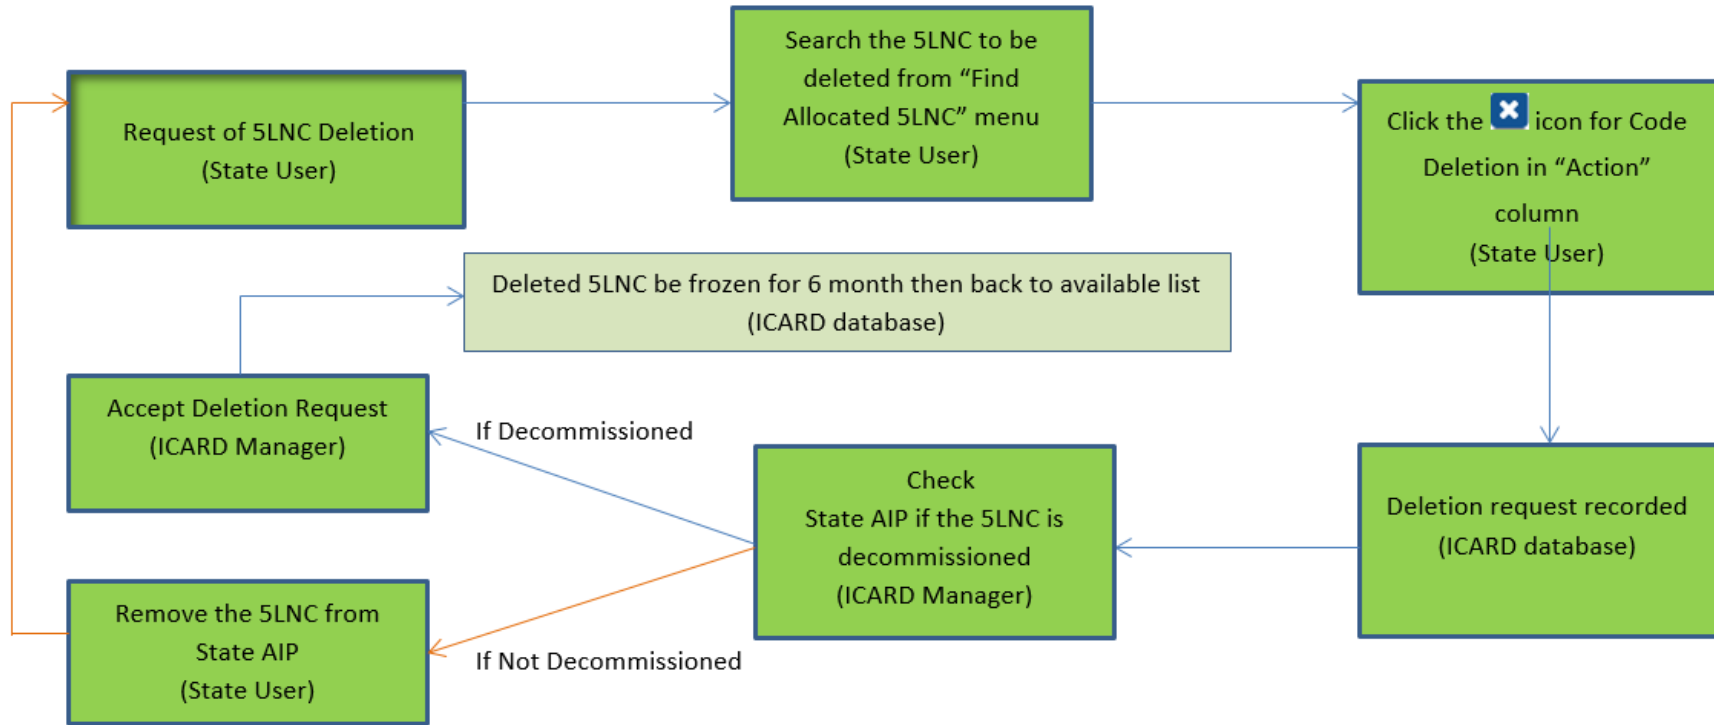 Request of 5LNC Deletion
(State User)
Search the 5LNC to be
deleted from “Find
Allocated 5LNC” menu
(State User)
Click the icon for Code
Deletion in “Action”
column
(State User)
Deleted 5LNC be frozen for 6 month then back to available list
(ICARD database)
Accept Deletion Request
(ICARD Manager)
If Decommissioned
Check
State AIP if the 5LNC is
decommissioned
(ICARD Manager)
Deletion request recorded
(ICARD database)
Remove the 5LNC from
State AIP
(State User)
If Not Decommissioned